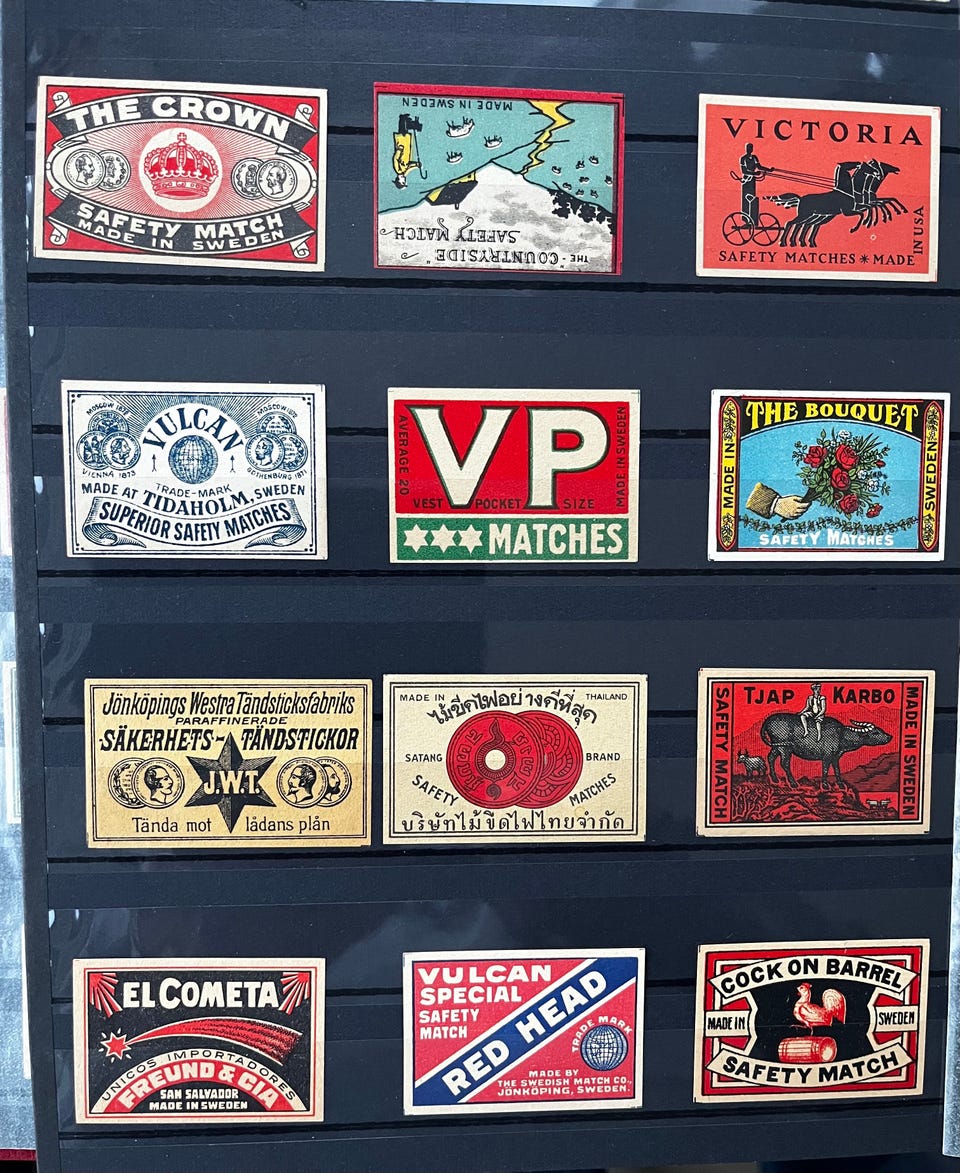 THE CROWN
SAFETY MATCH
MADE IN SWEDEN
THE "COUNTRYSIDE"
SAFETY MATCH
MADE IN SWEDEN
VICTORIA
SAFETY MATCHES * MADE
IN USA
MOSCOW 1872
MOSCOW 1882
VULCAN
VIENNA 1873
GOTHENBURG 1871
TRADE-MARK
MADE AT TIDAHOLM, SWEDEN
SUPERIOR SAFETY MATCHES
AVERAGE 20
VP
MADE IN SWEDEN
VEST POCKET SIZE
MATCHES
THE BOUQUET
MADE IN
SWEDEN
SAFETY MATCHES
Jönköpings Westra Tändsticksfabriks
PARAFFINERADE
SÄKERHETS-TÄNDSTICKOR
J.W.T.
Tända mot lådans plån
MADE IN THAILAND
ไม้ขีดไฟอย่างดีที่สุด
SATANG BRAND
SAFETY MATCHES
บริษัทไม้ขีดไฟไทยจำกัด
TJAP KARBO
SAFETY MATCH
MADE IN SWEDEN
EL COMETA
UNICOS IMPORTADORES
FREUND & CIA
SAN SALVADOR
MADE IN SWEDEN
VULCAN
SPECIAL
SAFETY
MATCH
RED HEAD
TRADE MARK
MADE BY
THE SWEDISH MATCH CO.,
JÖNKÖPING, SWEDEN.
COCK ON BARREL
MADE IN SWEDEN
SAFETY MATCH